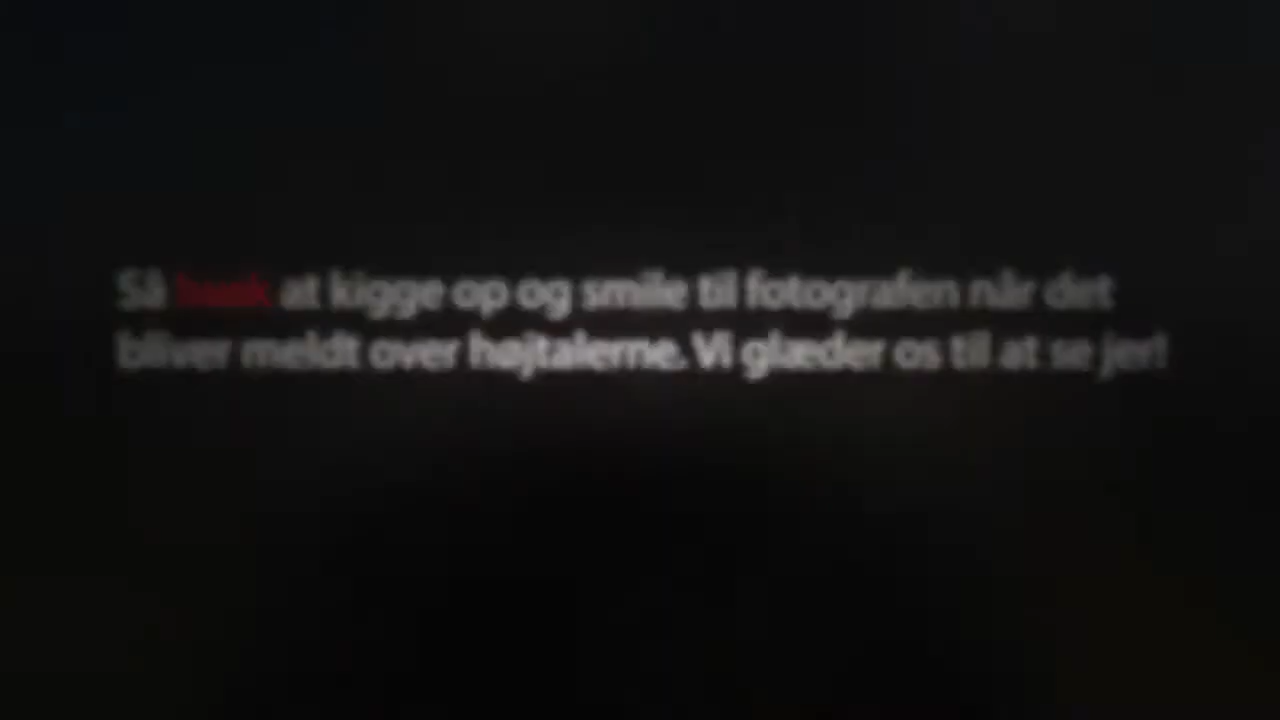 Så husk at kigge op og smile til fotografen når det
bliver meldt over højtalerne. Vi glæder os til at se jer!